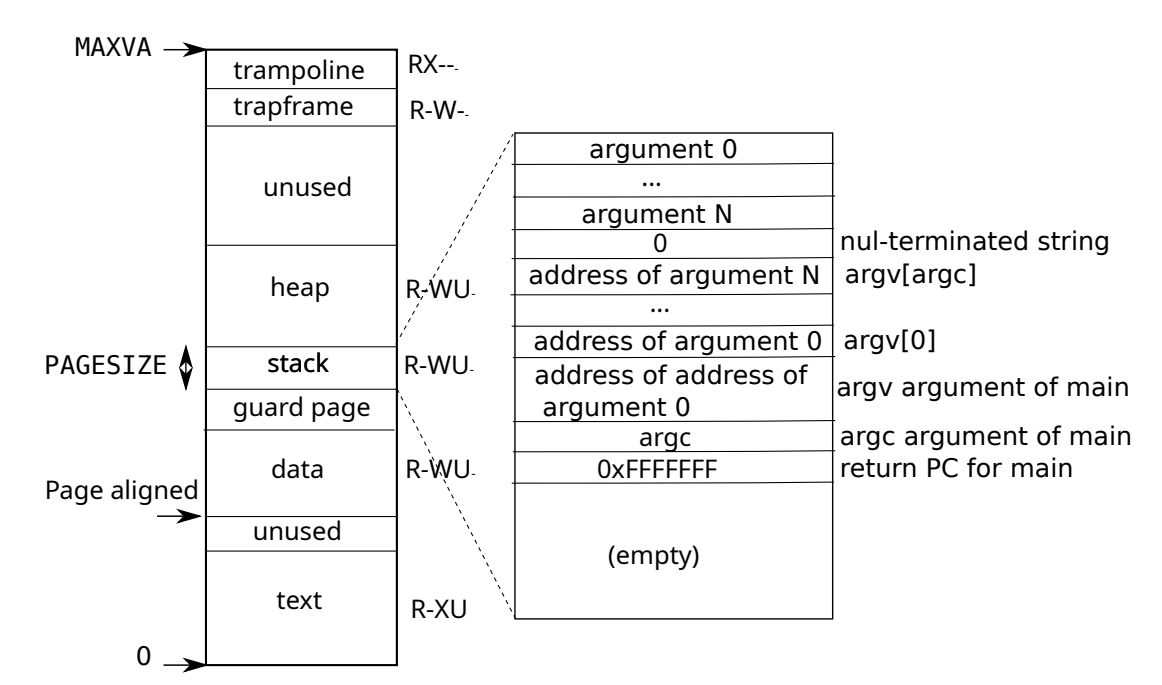 MAXVA
trampoline RX--
trapframe R-W--
unused
heap R-WU-
PAGESIZE stack R-WU-
guard page
data R-WU-
Page aligned
unused
text R-XU
0
argument 0
...
argument N
0 nul-terminated string
address of argument N argv[argc]
...
address of argument 0 argv[0]
address of address of
argument 0 argv argument of main
argc argc argument of main
0xFFFFFFF return PC for main
(empty)